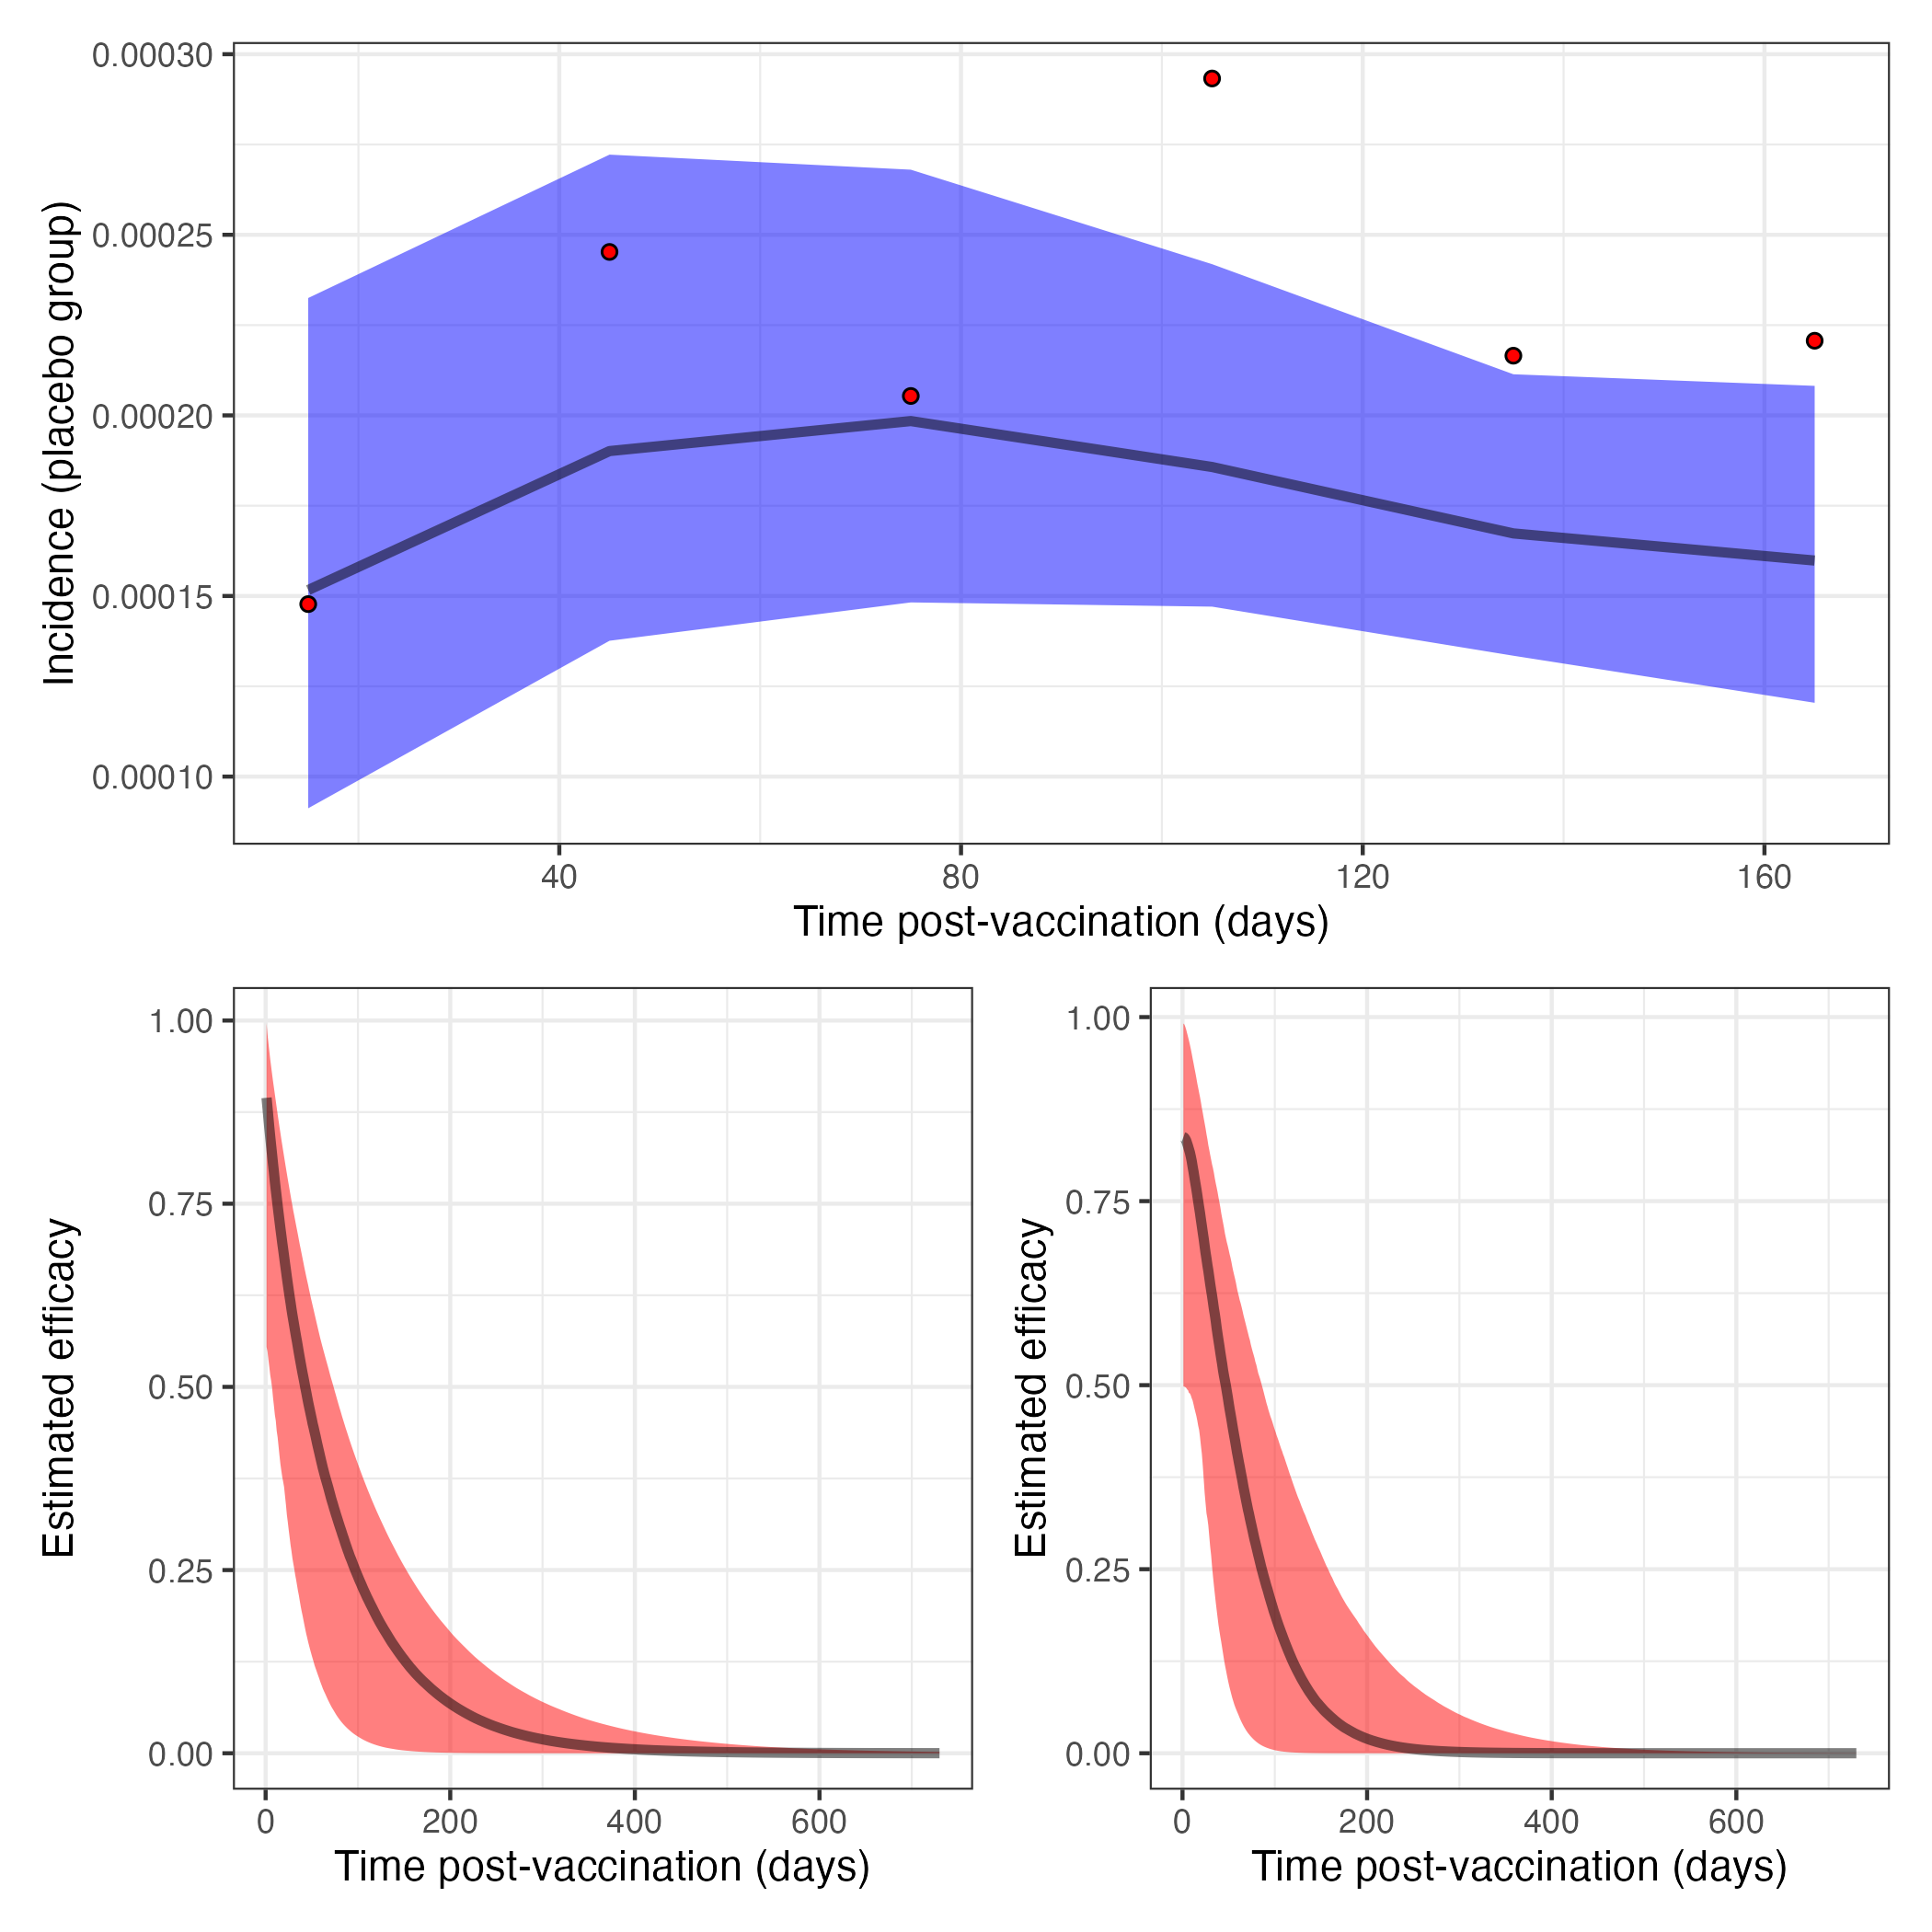 Incidence (placebo group)
0.00030
0.00025
0.00020
0.00015
0.00010
40 80 120 160
Time post-vaccination (days)
Estimated efficacy
1.00
0.75
0.50
0.25
0.00
0 200 400 600
Time post-vaccination (days)
Estimated efficacy
1.00
0.75
0.50
0.25
0.00
0 200 400 600
Time post-vaccination (days)